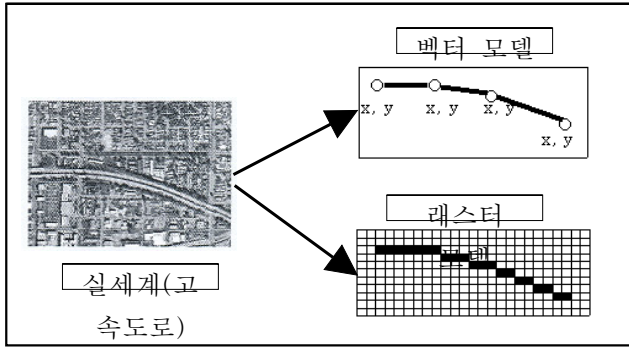 벡터 모델
x, y
x, y
x, y
x, y
래스터
모델
실세계(고
속도로)